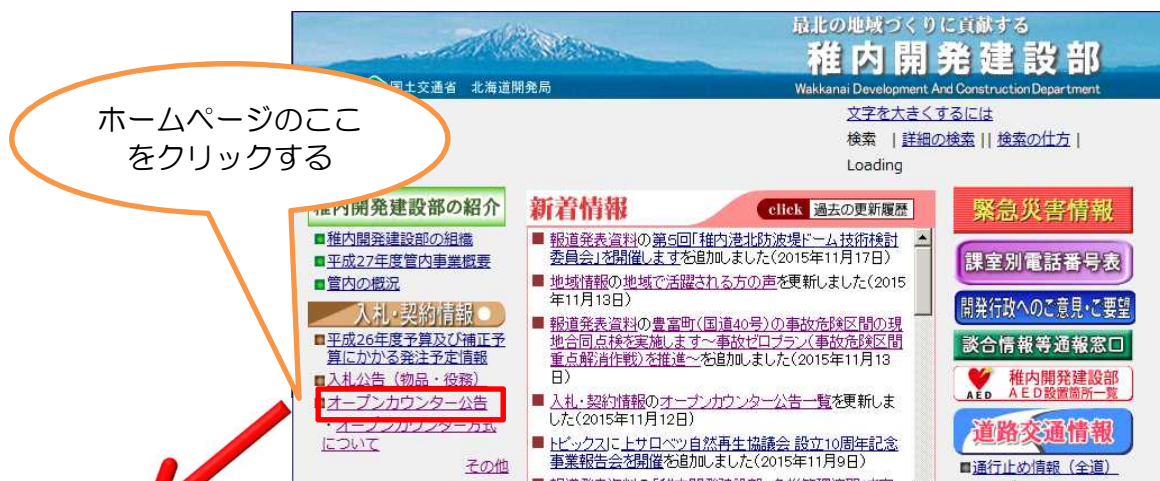 最北の地域づくりに貢献する
稚内開発建設部
国土交通省 北海道開発局
Wakkanai Development And Construction Department
ホームページのここ
をクリックする
文字を大きくするには
検索 | 詳細の検索 || 検索の仕方 |
Loading
稚内開発建設部の紹介
稚内開発建設部の組織
平成27年度管内事業概要
管内の概況
入札・契約情報
平成26年度予算及び補正予
算にかかる発注予定情報
入札公告（物品・役務）
オープンカウンター公告
・オープンカウンター方式
について
その他
新着情報
click 過去の更新履歴
報道発表資料の第5回「稚内港北防波堤ドーム技術検討
委員会」を開催しますを追加しました(2015年11月17日)
地域情報の地域で活躍される方の声を更新しました(2015
年11月13日)
報道発表資料の豊富町(国道40号)の事故危険区間の現
地合同点検を実施します～事故ゼロプラン(事故危険区間
重点解消作戦)を推進～を追加しました(2015年11月13
日)
入札・契約情報のオープンカウンター公告一覧を更新しま
した(2015年11月12日)
トピックスに上サロベツ自然再生協議会 設立10周年記念
事業報告会を開催を追加しました(2015年11月9日)
緊急災害情報
課室別電話番号表
開発行政へのご意見・ご要望
談合情報等通報窓口
稚内開発建設部
AED AED設置箇所一覧
道路交通情報
通行止め情報（全道）